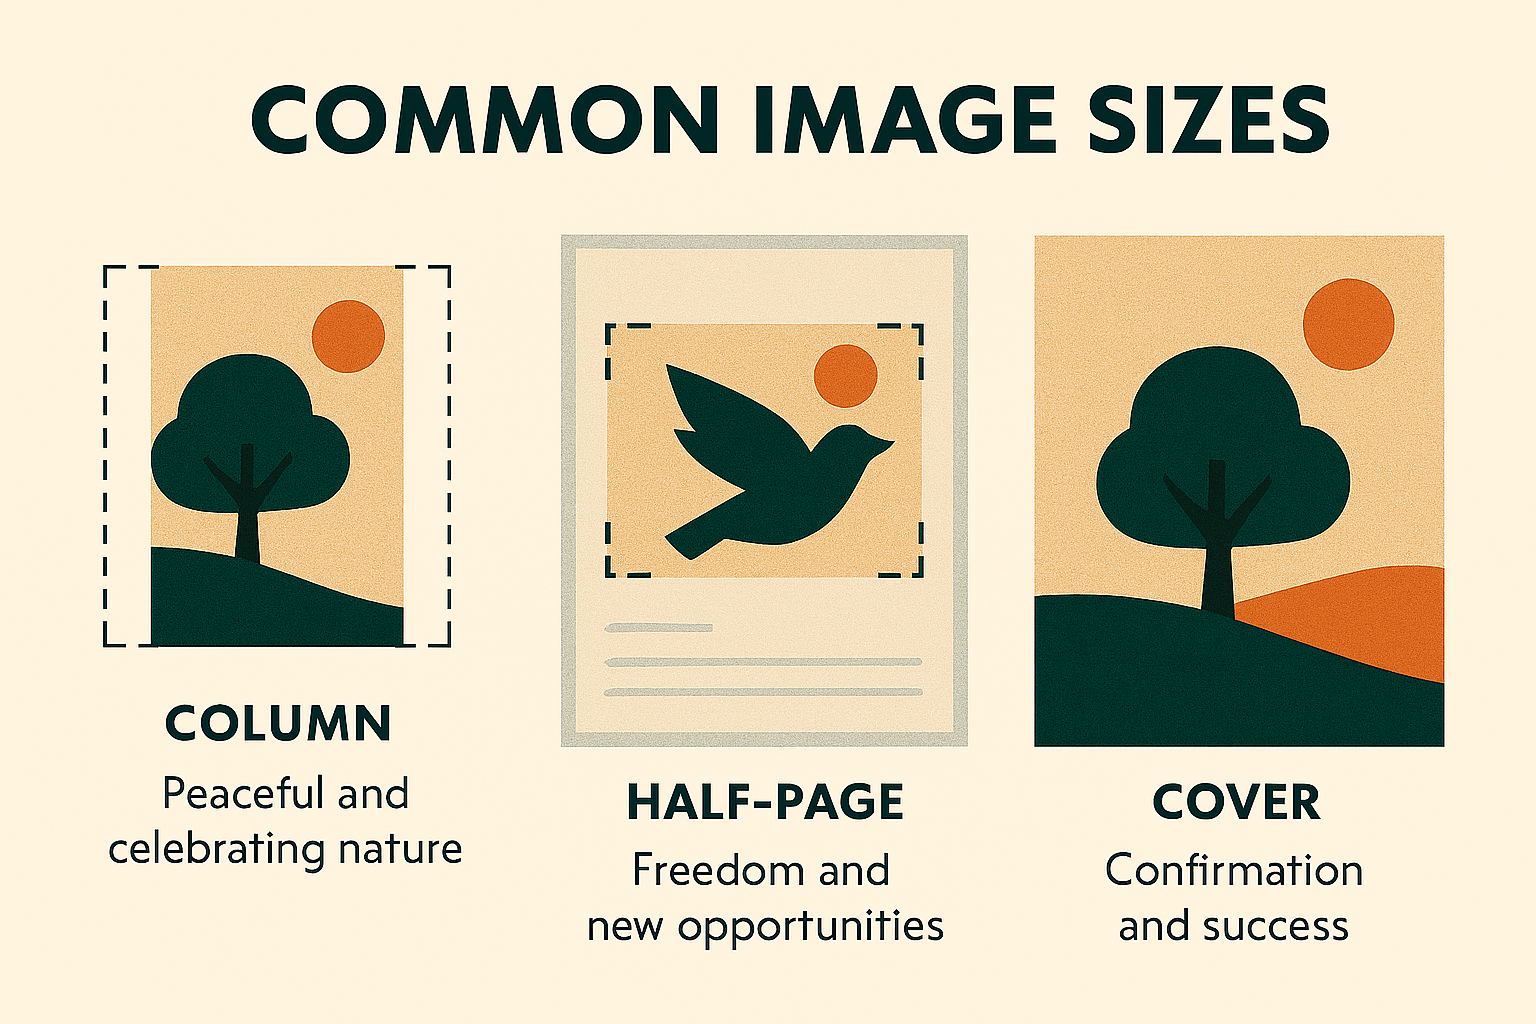 COMMON IMAGE SIZES
COLUMN
Peaceful and
celebrating nature
HALF-PAGE
Freedom and
new opportunities
COVER
Confirmation
and success